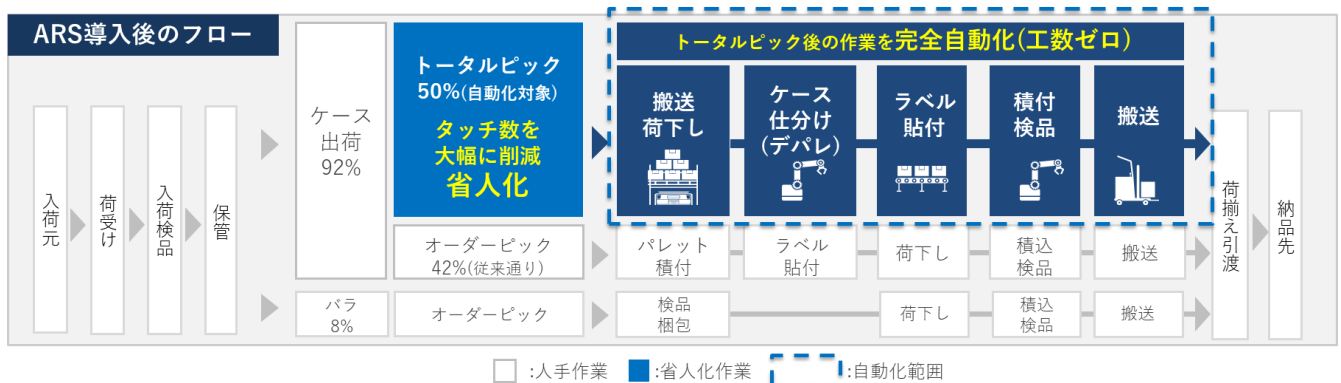 ARS導入後のフロー
入荷元
荷受け
入荷検品
保管
ケース
出荷
92%
トータルピック
50%(自動化対象)
タッチ数を
大幅に削減
省人化
トータルピック後の作業を完全自動化(工数ゼロ)
搬送
荷下し
ケース
仕分け
(デパレ)
ラベル
貼付
積付
検品
搬送
オーダーピック
42%(従来通り)
パレット
積付
ラベル
貼付
荷下し
積込
検品
搬送
バラ
8%
オーダーピック
検品
梱包
荷下し
積込
検品
搬送
荷揃え引渡
納品先
:人手作業
:省人化作業
:自動化範囲